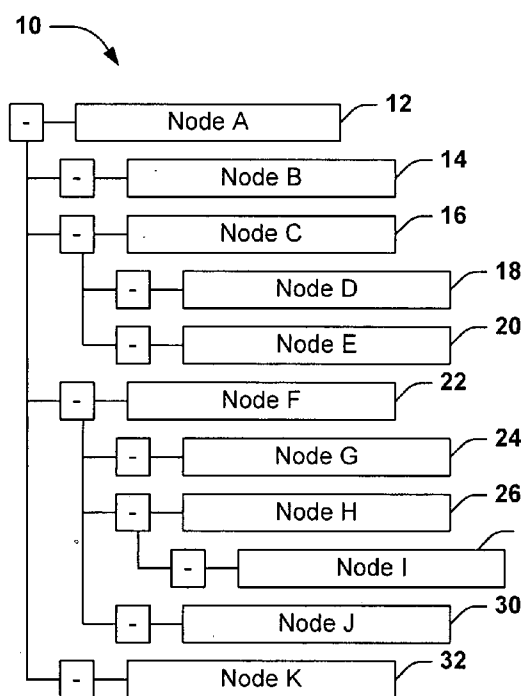 10
- Node A 12
- Node B 14
- Node C 16
- Node D 18
- Node E 20
- Node F 22
- Node G 24
- Node H 26
- Node I
- Node J 30
- Node K 32